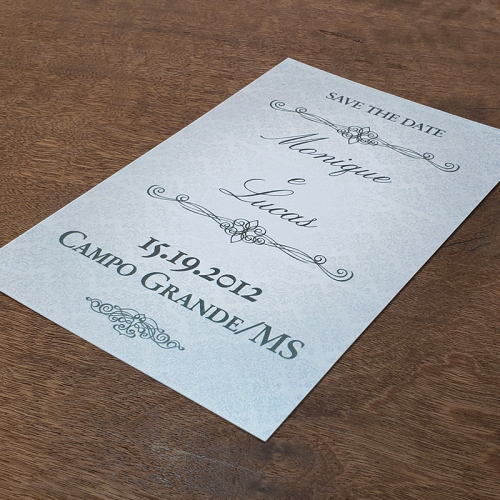 SAVE THE DATE
Monique
e
Lucas
15.19.2012
CAMPO GRANDE/MS